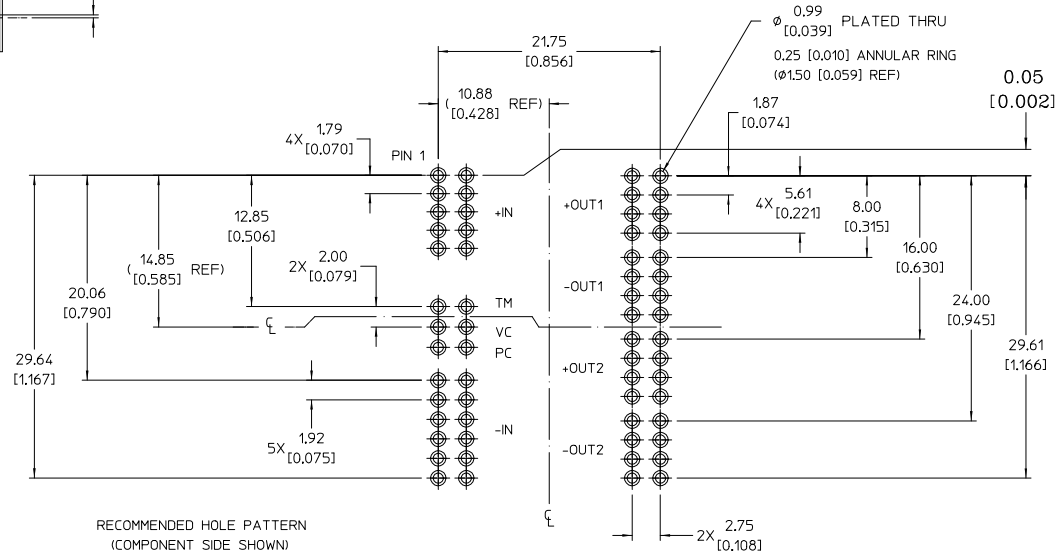 ⌀ 0.99 [0.039] PLATED THRU
0.25 [0.010] ANNULAR RING
(⌀1.50 [0.059] REF)
21.75
[0.856]
0.05
[0.002]
(10.88 [0.428] REF)
1.87
[0.074]
4X 1.79 [0.070]
PIN 1
+IN
+OUT1
4X 5.61 [0.221]
8.00
[0.315]
12.85
[0.506]
16.00
[0.630]
(14.85 [0.585] REF)
2X 2.00 [0.079]
-OUT1
20.06
[0.790]
24.00
[0.945]
TM
VC
PC
29.64
[1.167]
29.61
[1.166]
+OUT2
5X 1.92 [0.075]
-IN
-OUT2
2X 2.75 [0.108]
RECOMMENDED HOLE PATTERN
(COMPONENT SIDE SHOWN)